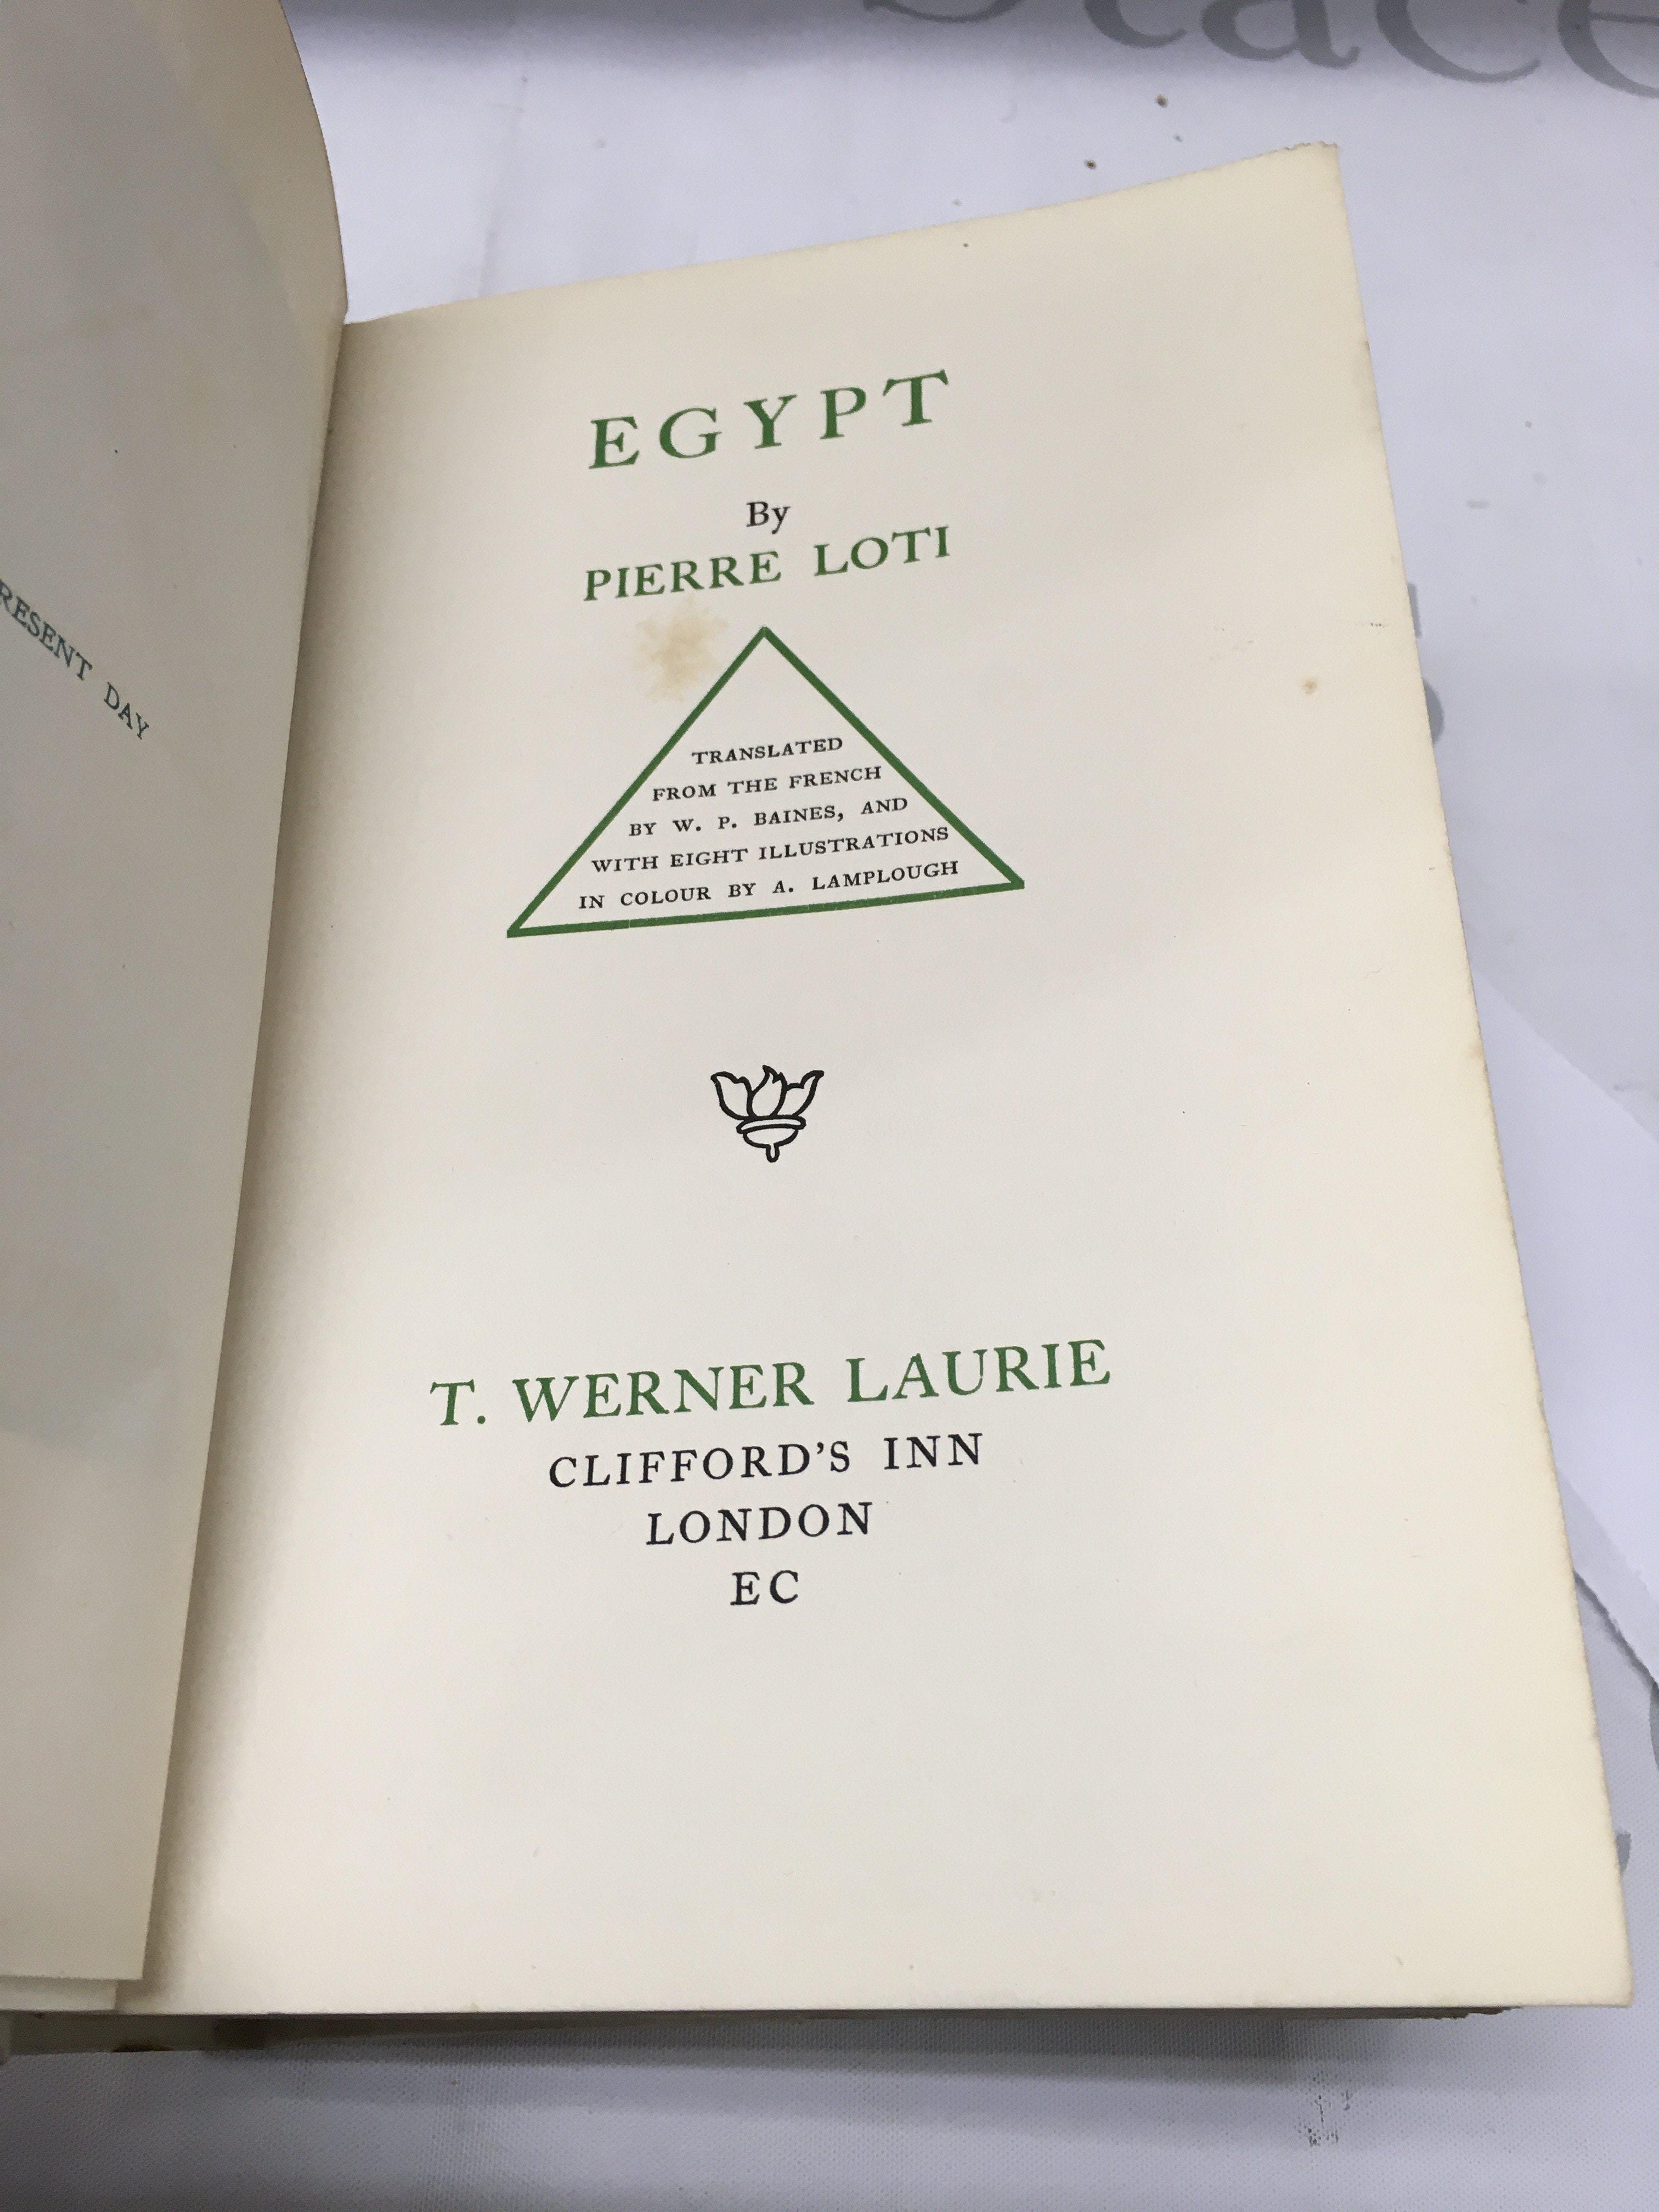 DAY
EGYPT
By
PIERRE LOTI
TRANSLATED
FROM THE FRENCH
BY W. P. BAINES, AND
WITH EIGHT ILLUSTRATIONS
IN COLOUR BY A. LAMPLOUGH
T. WERNER LAURIE
CLIFFORD'S INN
LONDON
EC